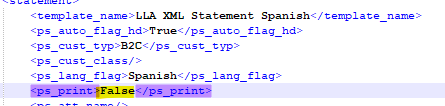 <statement>
<template_name>LLA XML Statement Spanish</template_name>
<ps_auto_flag_hd>True</ps_auto_flag_hd>
<ps_cust_typ>B2C</ps_cust_typ>
<ps_cust_class/>
<ps_lang_flag>Spanish</ps_lang_flag>
<ps_print>False</ps_print>
<ps_att_name/>